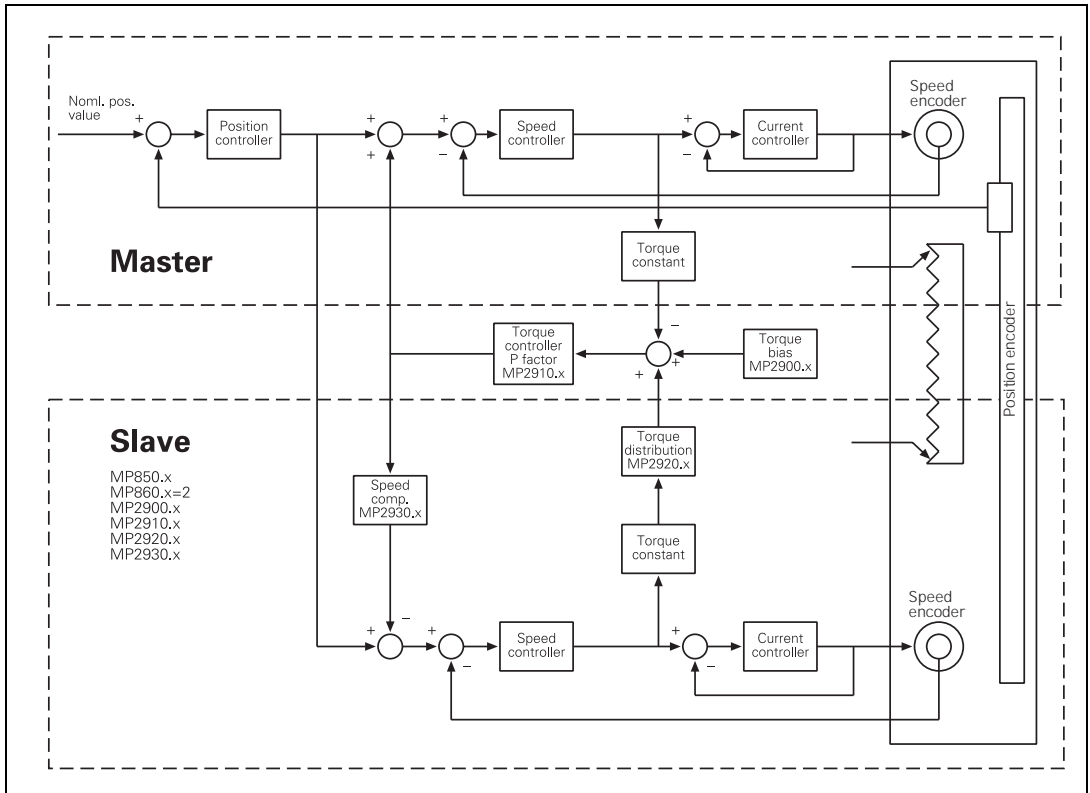 Noml. pos.
value
+
Position
controller
+
+
−
Speed
controller
+
−
Current
controller
Speed
encoder
Master
Torque
constant
−
Torque
controller
P factor
MP2910.x
+
+
Torque
bias
MP2900.x
Position encoder
Slave
MP850.x
MP860.x=2
MP2900.x
MP2910.x
MP2920.x
MP2930.x
Speed
comp.
MP2930.x
Torque
distribution
MP2920.x
Torque
constant
Speed
encoder
−
+
+
−
Speed
controller
+
−
Current
controller